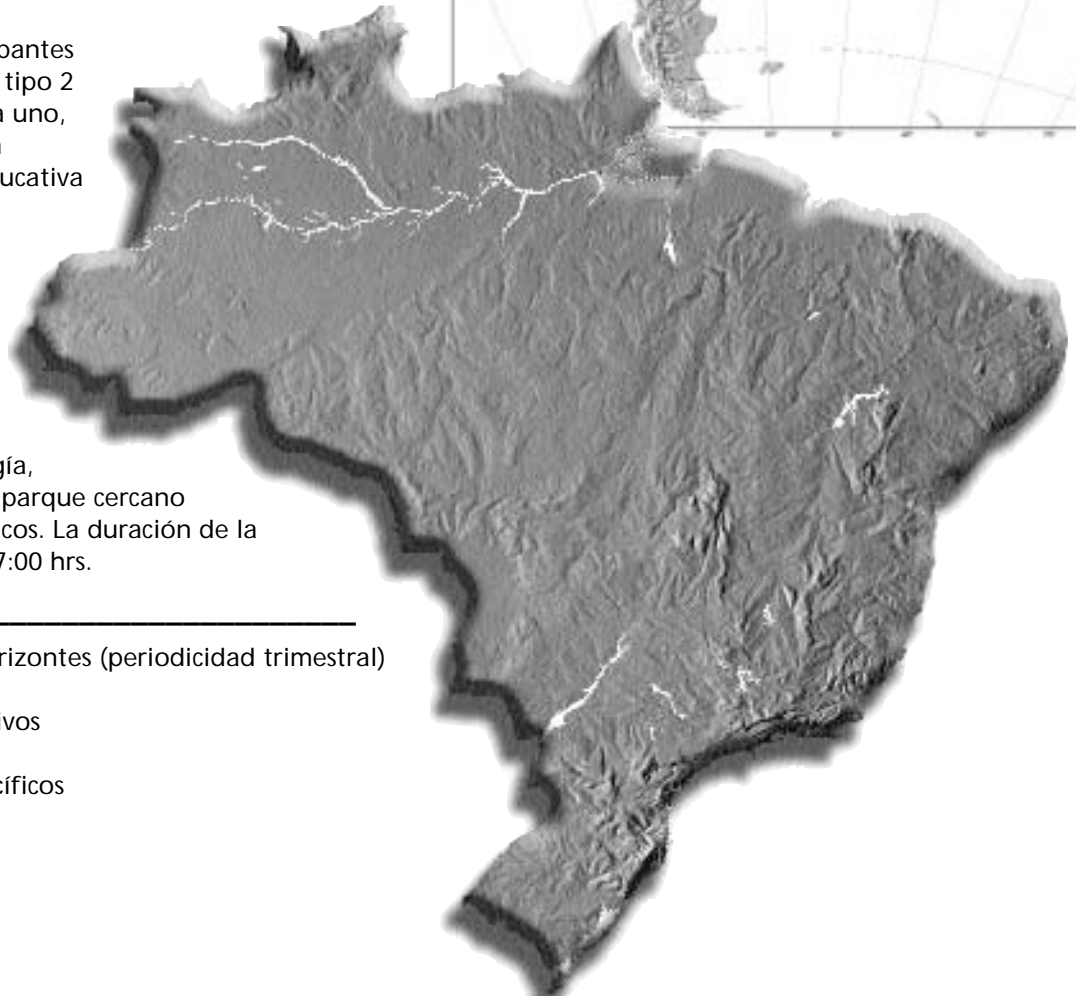 pantes
tipo 2
a uno,
ucativa
gía,
parque cercano
cos. La duración de la
7:00 hrs.
rizontes (periodicidad trimestral)
ivos
cíficos